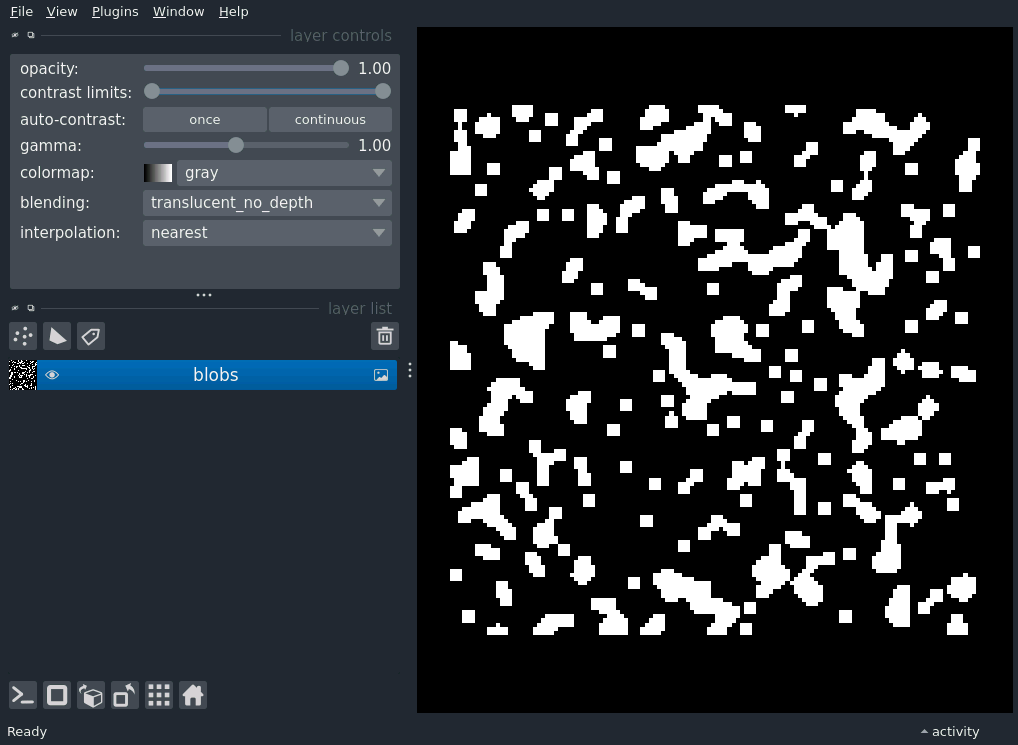 File View Plugins Window Help
layer controls
opacity: 1.00
contrast limits:
auto-contrast: once continuous
gamma: 1.00
colormap: gray
blending: translucent_no_depth
interpolation: nearest
layer list
blobs
Ready
activity